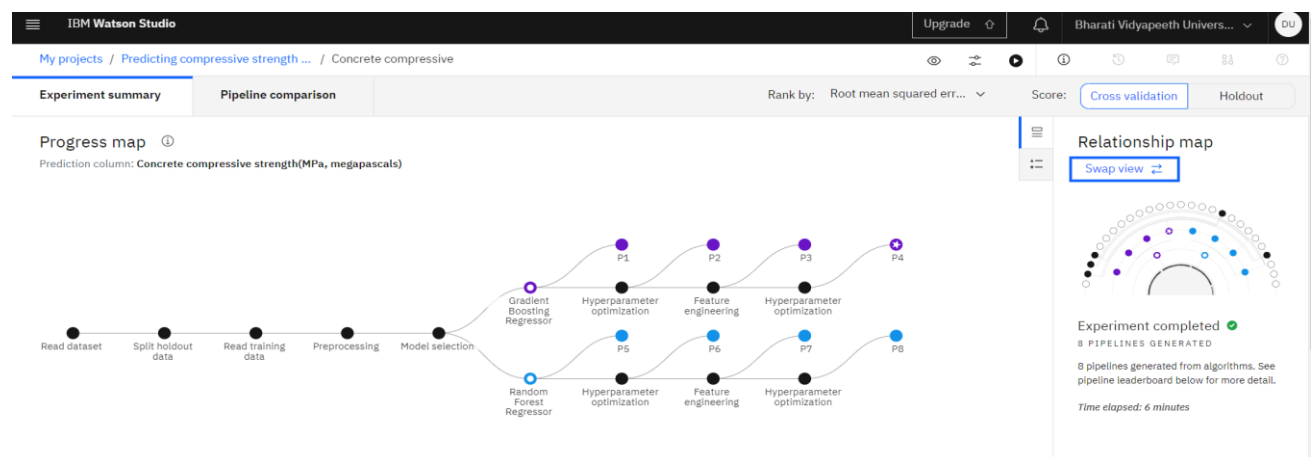 IBM Watson Studio
Upgrade
Bharati Vidyapeeth Univers...
DU
My projects / Predicting compressive strength ... / Concrete compressive
Experiment summary
Pipeline comparison
Rank by: Root mean squared err...
Score: Cross validation Holdout
Progress map
Prediction column: Concrete compressive strength(MPa, megapascals)
P1
P2
P3
P4
Gradient
Boosting
Regressor
Hyperparameter
optimization
Feature
engineering
Hyperparameter
optimization
Read dataset
Split holdout
data
Read training
data
Preprocessing
Model selection
P5
P6
P7
P8
Random
Forest
Regressor
Hyperparameter
optimization
Feature
engineering
Hyperparameter
optimization
Relationship map
Swap view
Experiment completed
8 PIPELINES GENERATED
8 pipelines generated from algorithms. See
pipeline leaderboard below for more detail.
Time elapsed: 6 minutes